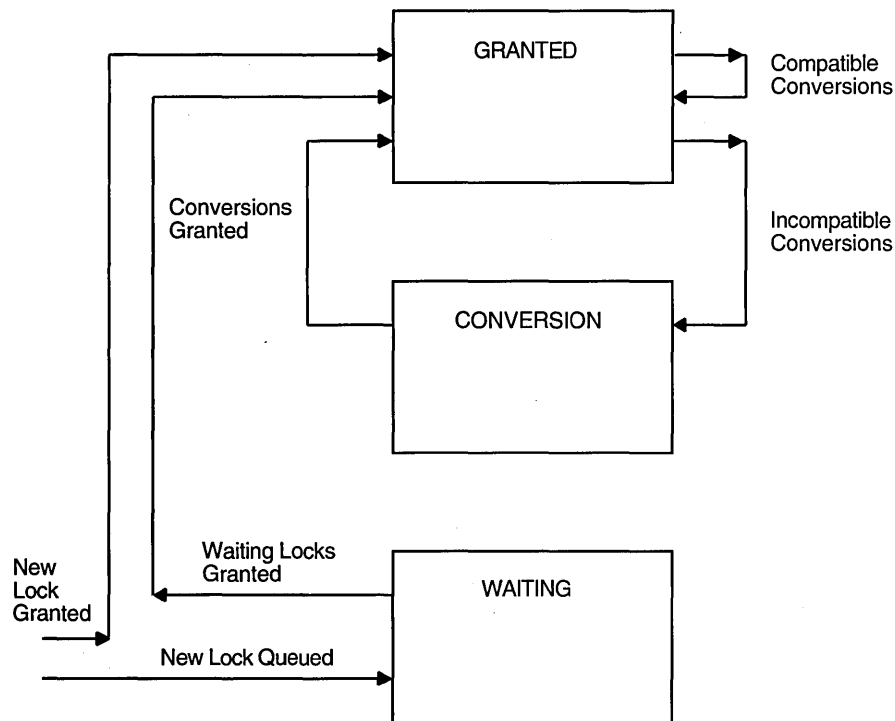 GRANTED
Compatible
Conversions
Conversions
Granted
Incompatible
Conversions
CONVERSION
Waiting Locks
Granted
New
Lock
Granted
WAITING
New Lock Queued